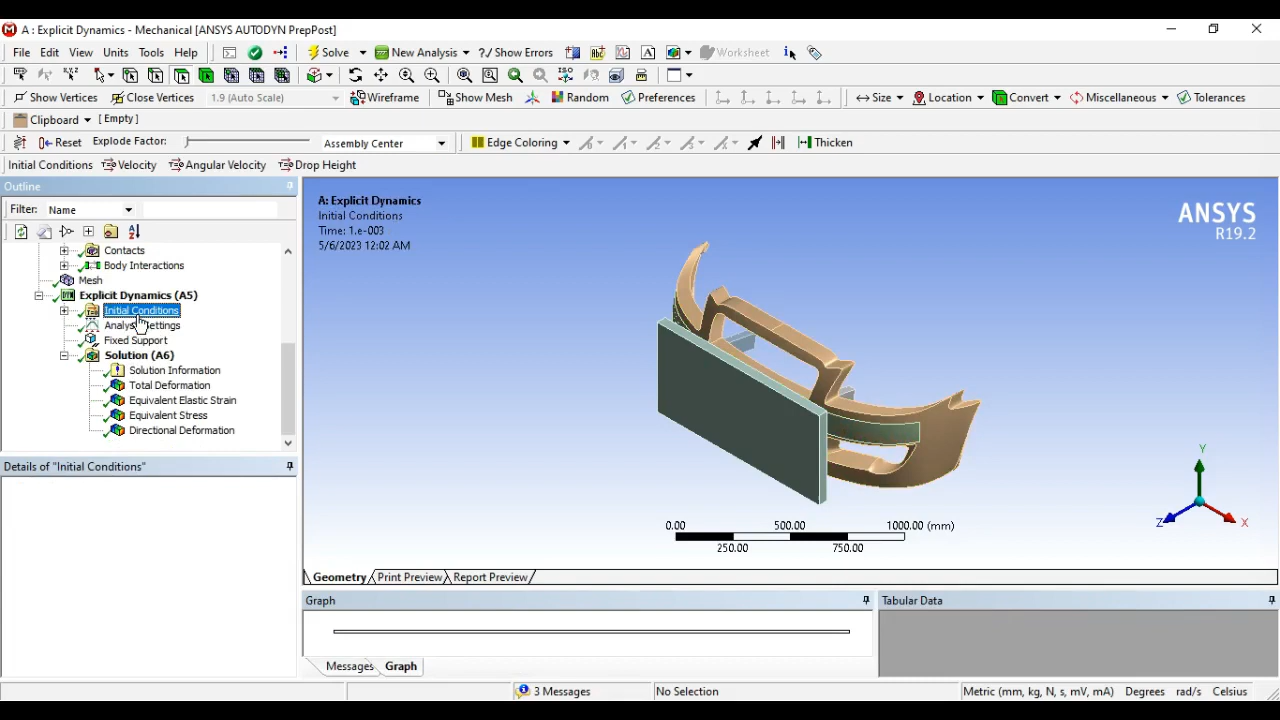 A : Explicit Dynamics - Mechanical [ANSYS AUTODYN PrepPost]
File Edit View Units Tools Help Solve New Analysis ?/ Show Errors Worksheet
Show Vertices Close Vertices 1.9 (Auto Scale) Wireframe Show Mesh Random Preferences Size Location Convert Miscellaneous Tolerances
Clipboard [ Empty ]
Reset Explode Factor: Assembly Center Edge Coloring Thicken
Initial Conditions Velocity Angular Velocity Drop Height
Outline
Filter: Name
Contacts
Body Interactions
Mesh
Explicit Dynamics (A5)
Initial Conditions
Analysis Settings
Fixed Support
Solution (A6)
Solution Information
Total Deformation
Equivalent Elastic Strain
Equivalent Stress
Directional Deformation
Details of "Initial Conditions"
A: Explicit Dynamics
Initial Conditions
Time: 1.e-003
5/6/2023 12:02 AM
ANSYS
R19.2
Y
Z
X
0.00 500.00 1000.00 (mm)
250.00 750.00
Geometry Print Preview Report Preview
Graph
Messages Graph
Tabular Data
3 Messages No Selection Metric (mm, kg, N, s, mV, mA) Degrees rad/s Celsius